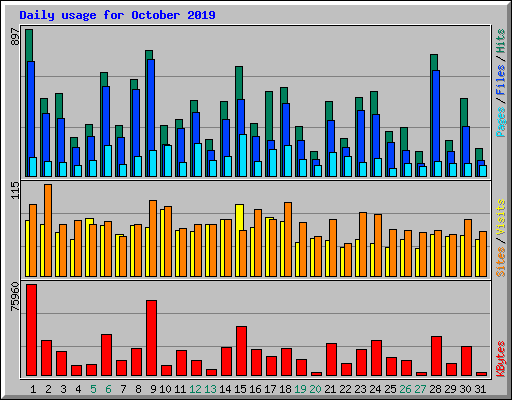 Daily usage for October 2019
897
Pages / Files / Hits
115
Sites / Visits
75960
KBytes
1 2 3 4 5 6 7 8 9 10 11 12 13 14 15 16 17 18 19 20 21 22 23 24 25 26 27 28 29 30 31